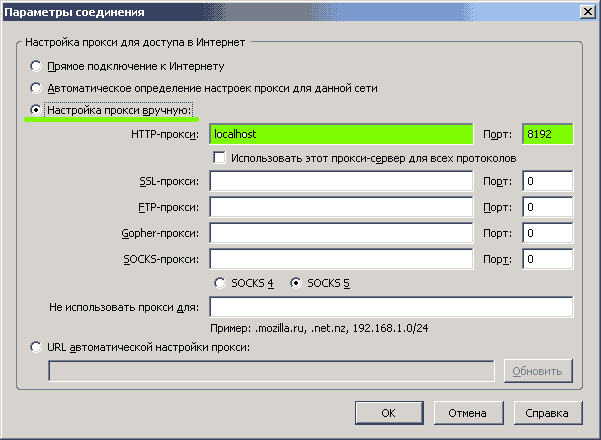 Параметры соединения
Настройка прокси для доступа в Интернет
Прямое подключение к Интернету
Автоматическое определение настроек прокси для данной сети
Настройка прокси вручную:
HTTP-прокси: localhost Порт: 8192
Использовать этот прокси-сервер для всех протоколов
SSL-прокси: Порт: 0
FTP-прокси: Порт: 0
Gopher-прокси: Порт: 0
SOCKS-прокси: Порт: 0
SOCKS 4 SOCKS 5
Не использовать прокси для:
Пример: .mozilla.ru, .net.nz, 192.168.1.0/24
URL автоматической настройки прокси:
Обновить
OK Отмена Справка